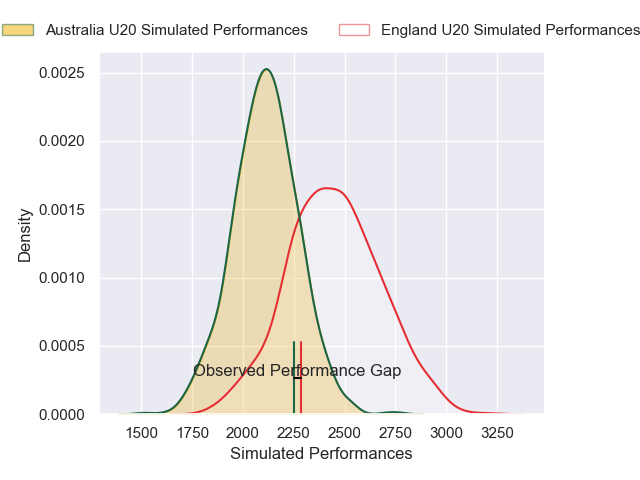 Australia U20 Simulated Performances
England U20 Simulated Performances
0.0025
0.0020
0.0015
0.0010
0.0005
0.0000
Density
Observed Performance Gap
1500 1750 2000 2250 2500 2750 3000 3250
Simulated Performances